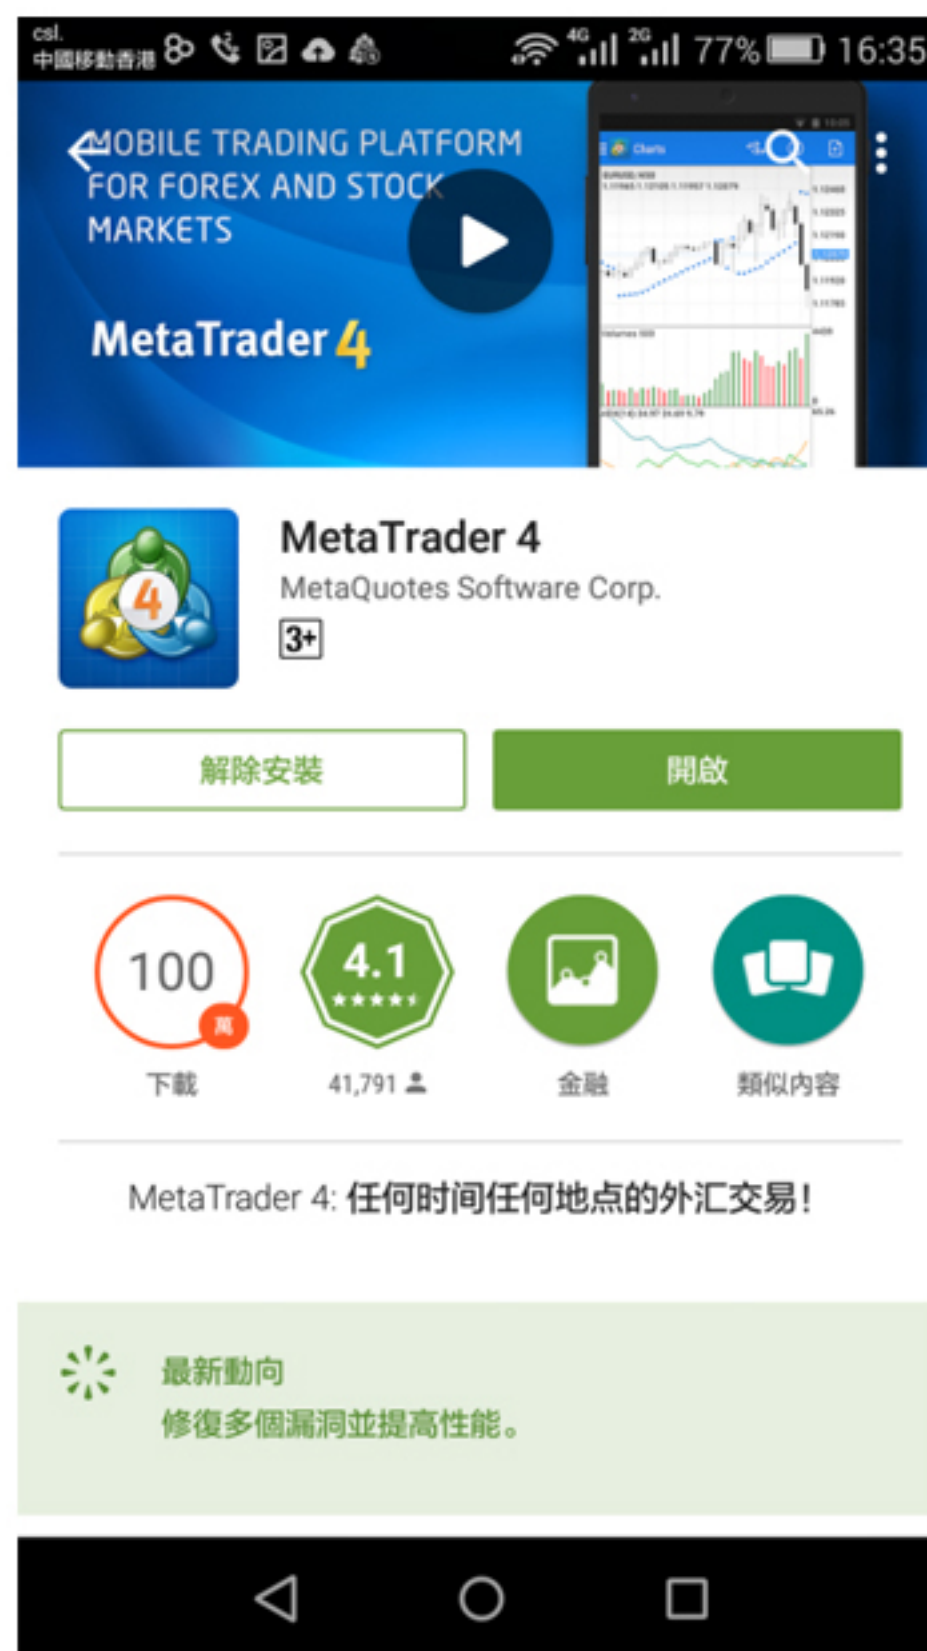 csl.
中國移動香港
4G 2G 77% 16:35
MOBILE TRADING PLATFORM
FOR FOREX AND STOCK
MARKETS
MetaTrader 4
Charts
MetaTrader 4
MetaQuotes Software Corp.
3+
解除安裝
開啟
100
萬
下載
4.1
41,791
金融
類似內容
MetaTrader 4: 任何时间任何地点的外汇交易！
最新動向
修復多個漏洞並提高性能。